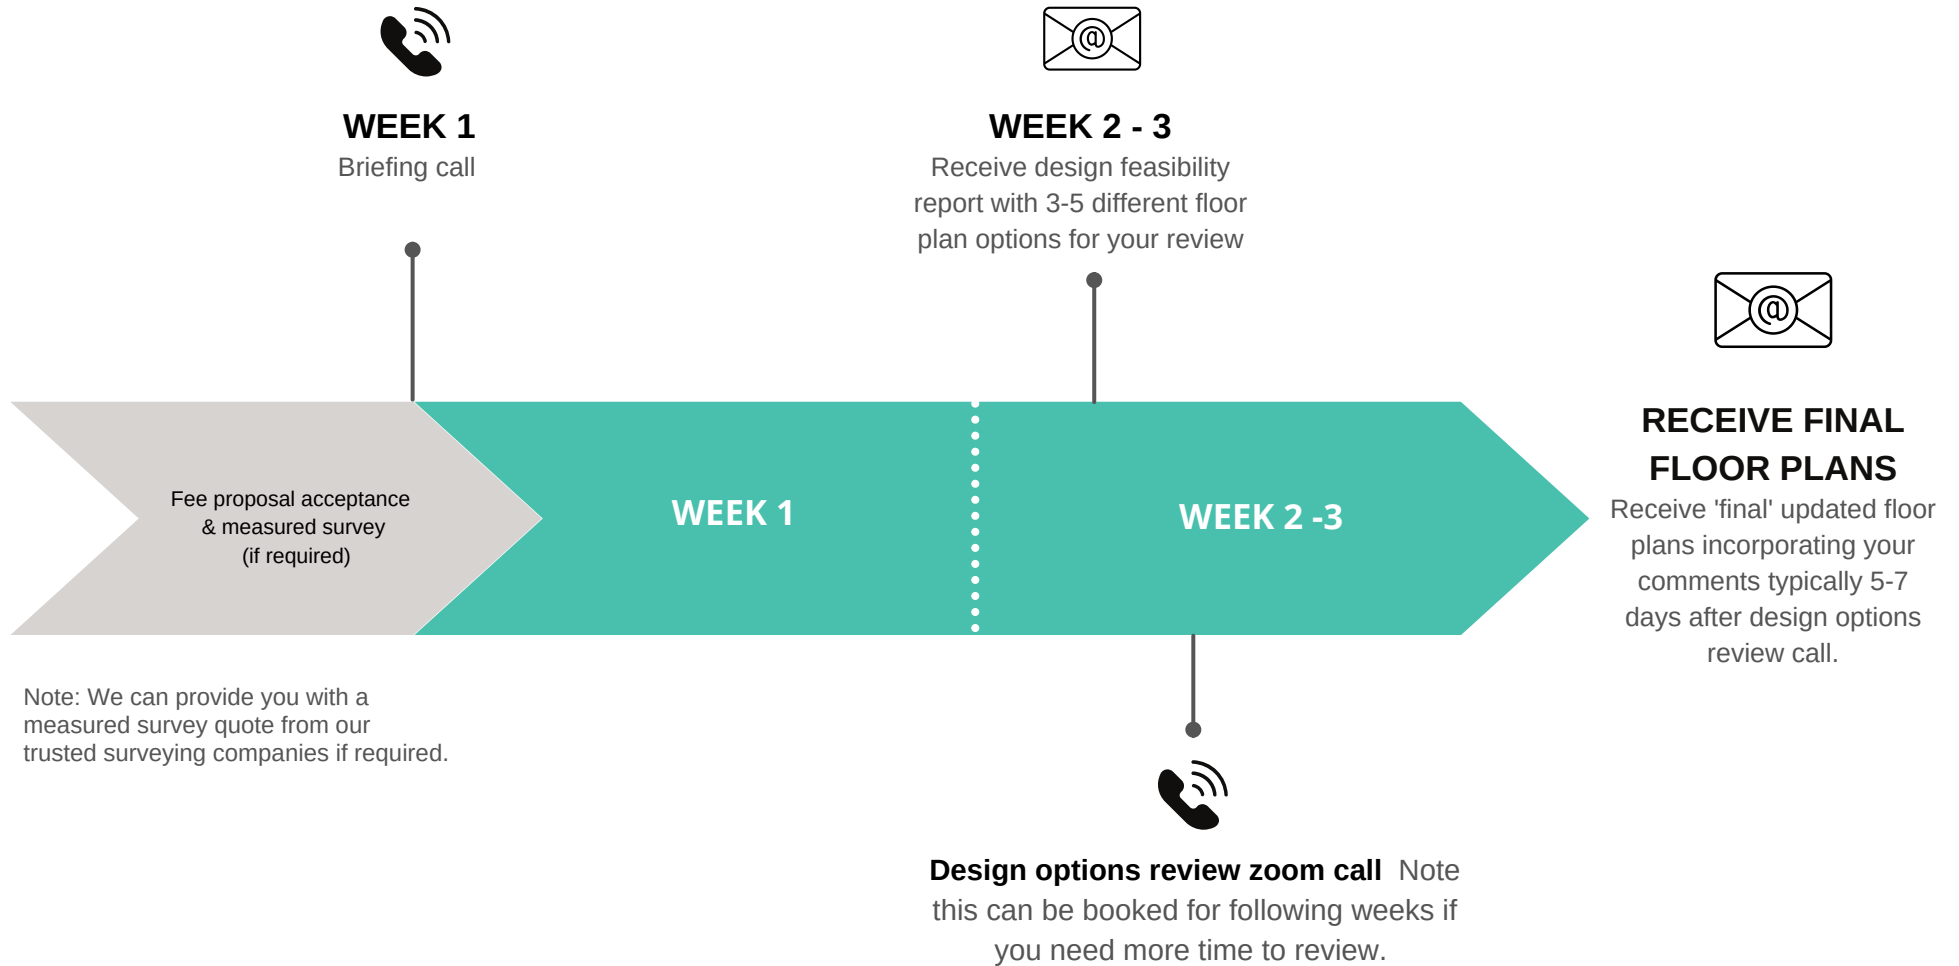 WEEK 1
Briefing call
WEEK 2 - 3
Receive design feasibility
report with 3-5 different floor
plan options for your review
Fee proposal acceptance
& measured survey
(if required)
WEEK 1
WEEK 2 -3
RECEIVE FINAL
FLOOR PLANS
Receive 'final' updated floor
plans incorporating your
comments typically 5-7
days after design options
review call.
Note: We can provide you with a
measured survey quote from our
trusted surveying companies if required.
Design options review zoom call Note
this can be booked for following weeks if
you need more time to review.